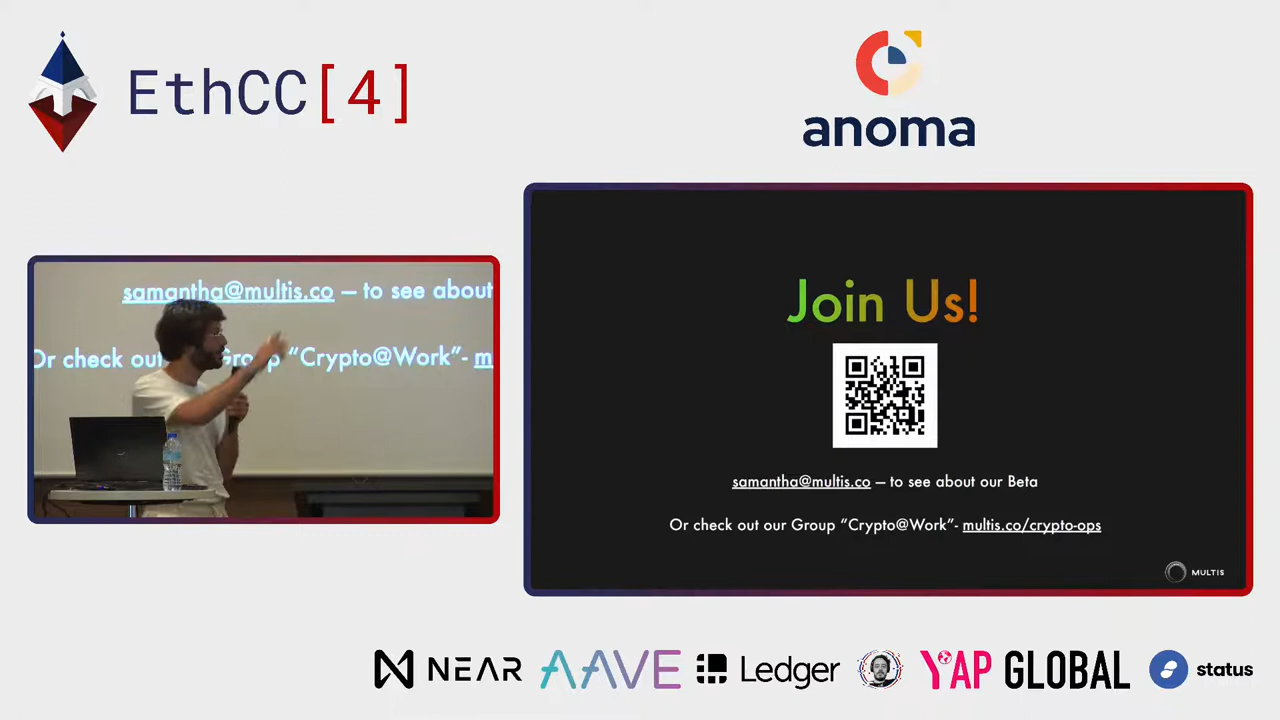 EthCC[4]
anoma
samantha@multis.co — to see about
Or check out
Group “Crypto@Work”- m
Join Us!
samantha@multis.co — to see about our Beta
Or check out our Group “Crypto@Work”- multis.co/crypto-ops
MULTIS
NEAR
AAVE
Ledger
YAP GLOBAL
status